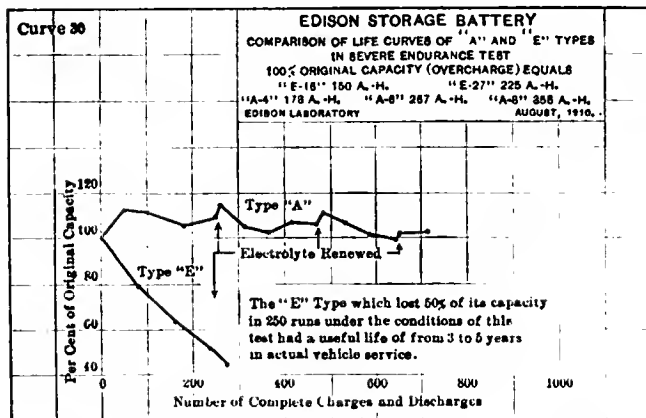 Curve 30
EDISON STORAGE BATTERY
COMPARISON OF LIFE CURVES OF "A" AND "E" TYPES
IN SEVERE ENDURANCE TEST
100% ORIGINAL CAPACITY (OVERCHARGE) EQUALS
"E-18" 150 A.-H. "E-27" 225 A.-H.
"A-4" 178 A.-H. "A-6" 267 A.-H. "A-8" 356 A.-H.
EDISON LABORATORY AUGUST, 1910.
Per Cent of Original Capacity
120
100
80
60
40
Type "A"
Electrolyte Renewed
Type "E"
The "E" Type which lost 50% of its capacity
in 250 runs under the conditions of this
test had a useful life of from 3 to 5 years
in actual vehicle service.
0 200 400 600 800 1000
Number of Complete Charges and Discharges